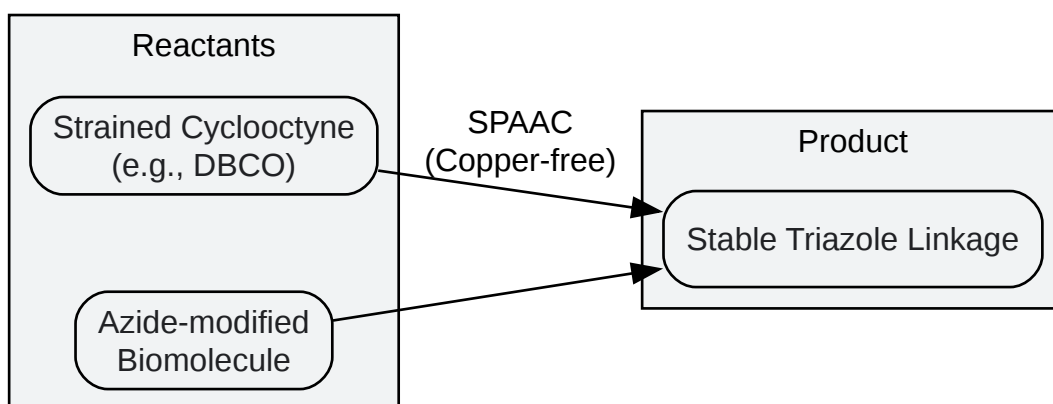 Reactants
Strained Cyclooctyne
(e.g., DBCO)
SPAAC
(Copper-free)
Product
Stable Triazole Linkage
Azide-modified
Biomolecule